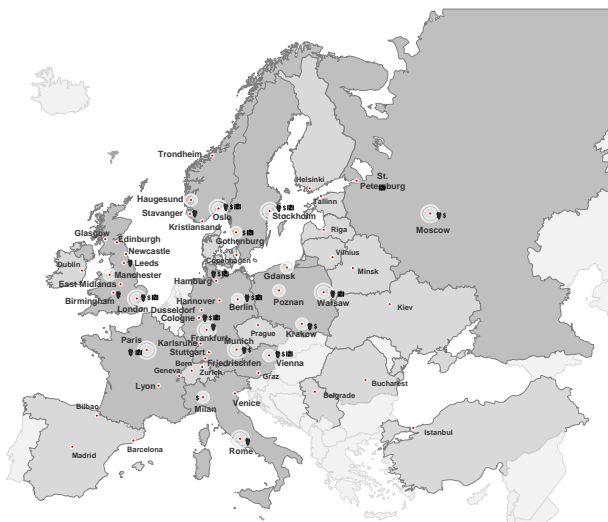 Trondheim
Helsinki
St.
Petersburg
Haugesund
Tallinn
Stavanger
Oslo
Stockholm
Moscow
Kristiansand
Riga
Glasgow
Edinburgh
Gothenburg
Newcastle
Vilnius
Dublin
Leeds
Copenhagen
Minsk
Manchester
Gdansk
East Midlands
Hamburg
Birmingham
Hannover
Berlin
Poznan
Warsaw
London
Dusseldorf
Kiev
Cologne
Krakow
Frankfurt
Prague
Paris
Karlsruhe
Munich
Stuttgart
Vienna
Bern
Friedrischfen
Geneva
Zurich
Graz
Lyon
Bucharest
Belgrade
Milan
Venice
Bilbao
Istanbul
Barcelona
Rome
Madrid